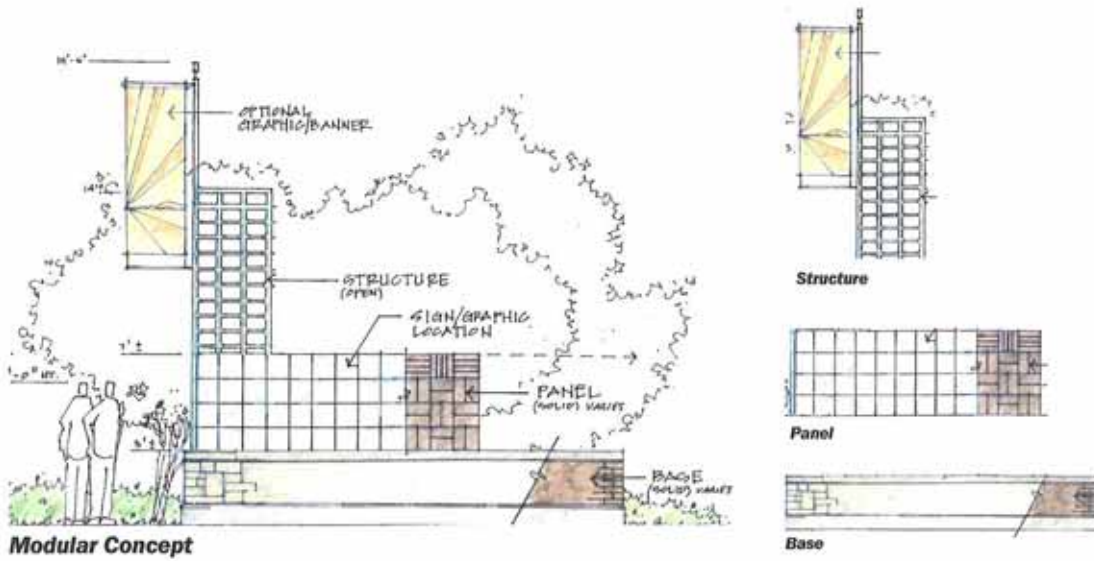 OPTIONAL
GRAPHIC/BANNER
STRUCTURE
(OPEN)
SIGN/GRAPHIC
LOCATION
7' ±
PANEL
(SOLID) VARIES
BASE
(SOLID) VARIES
Modular Concept
Structure
Panel
Base